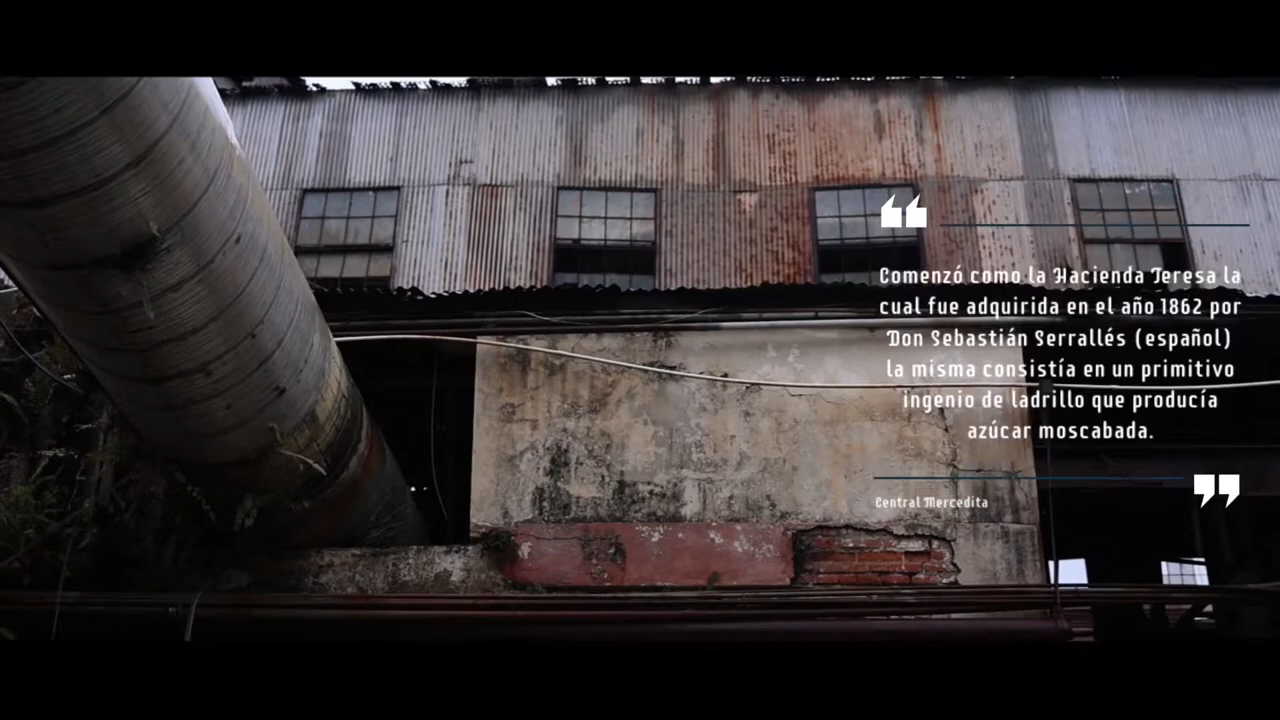 ❝
Comenzó como la Hacienda Teresa la
cual fue adquirida en el año 1862 por
Don Sebastián Serrallés (español)
la misma consistía en un primitivo
ingenio de ladrillo que producía
azúcar moscabada.
❞
Central Mercedita